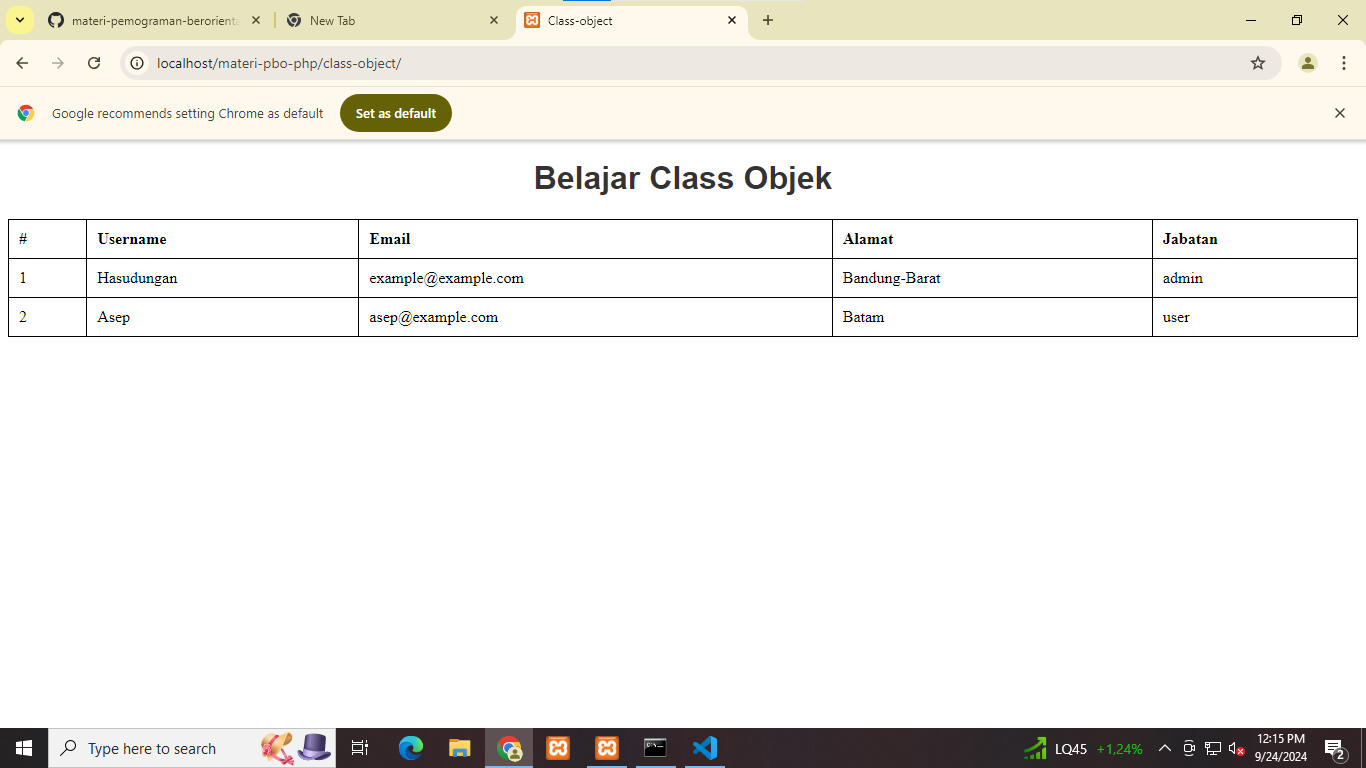 materi-pemograman-berorienta
New Tab
Class-object
localhost/materi-pbo-php/class-object/
Google recommends setting Chrome as default
Set as default
Belajar Class Objek
# Username Email Alamat Jabatan
1 Hasudungan example@example.com Bandung-Barat admin
2 Asep asep@example.com Batam user
Type here to search
LQ45 +1,24%
12:15 PM
9/24/2024
2